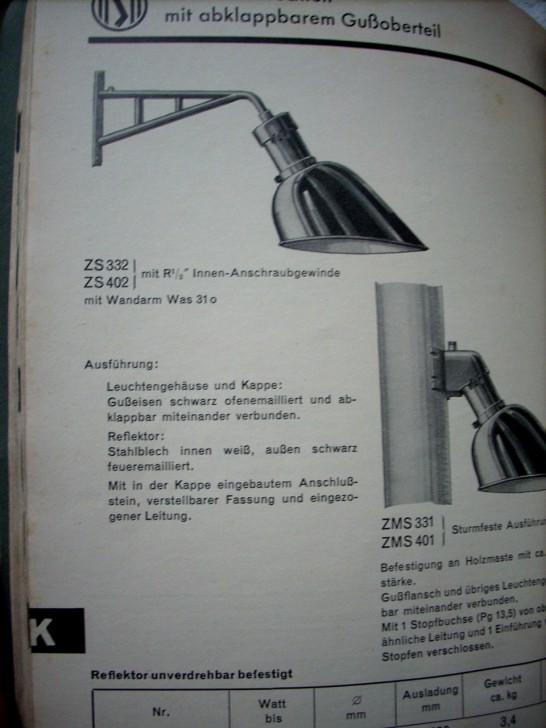 mit abklappbarem Gußoberteil
ZS 332
ZS 402
mit R¹/₂″ Innen-Anschraubgewinde
mit Wandarm Was 31o
Ausführung:
Leuchtengehäuse und Kappe:
Gußeisen schwarz ofenemailliert und ab-
klappbar miteinander verbunden.
Reflektor:
Stahlblech innen weiß, außen schwarz
feueremailliert.
Mit in der Kappe eingebautem Anschluß-
stein, verstellbarer Fassung und eingezo-
gener Leitung.
ZMS 331
ZMS 401
Sturmfeste
Befestigung an Holzmaste mit ca.
stärke.
Gußflansch und übriges
bar miteinander verbunden.
Mit 1 Stopfbuchse (Pg 13,5) von
ähnliche Leitung und 1 Einführung
Stopfen verschlossen.
K
Reflektor unverdrehbar befestigt
Nr.
Watt
bis
⌀
mm
Ausladung
mm
Gewicht
ca. kg
3,4